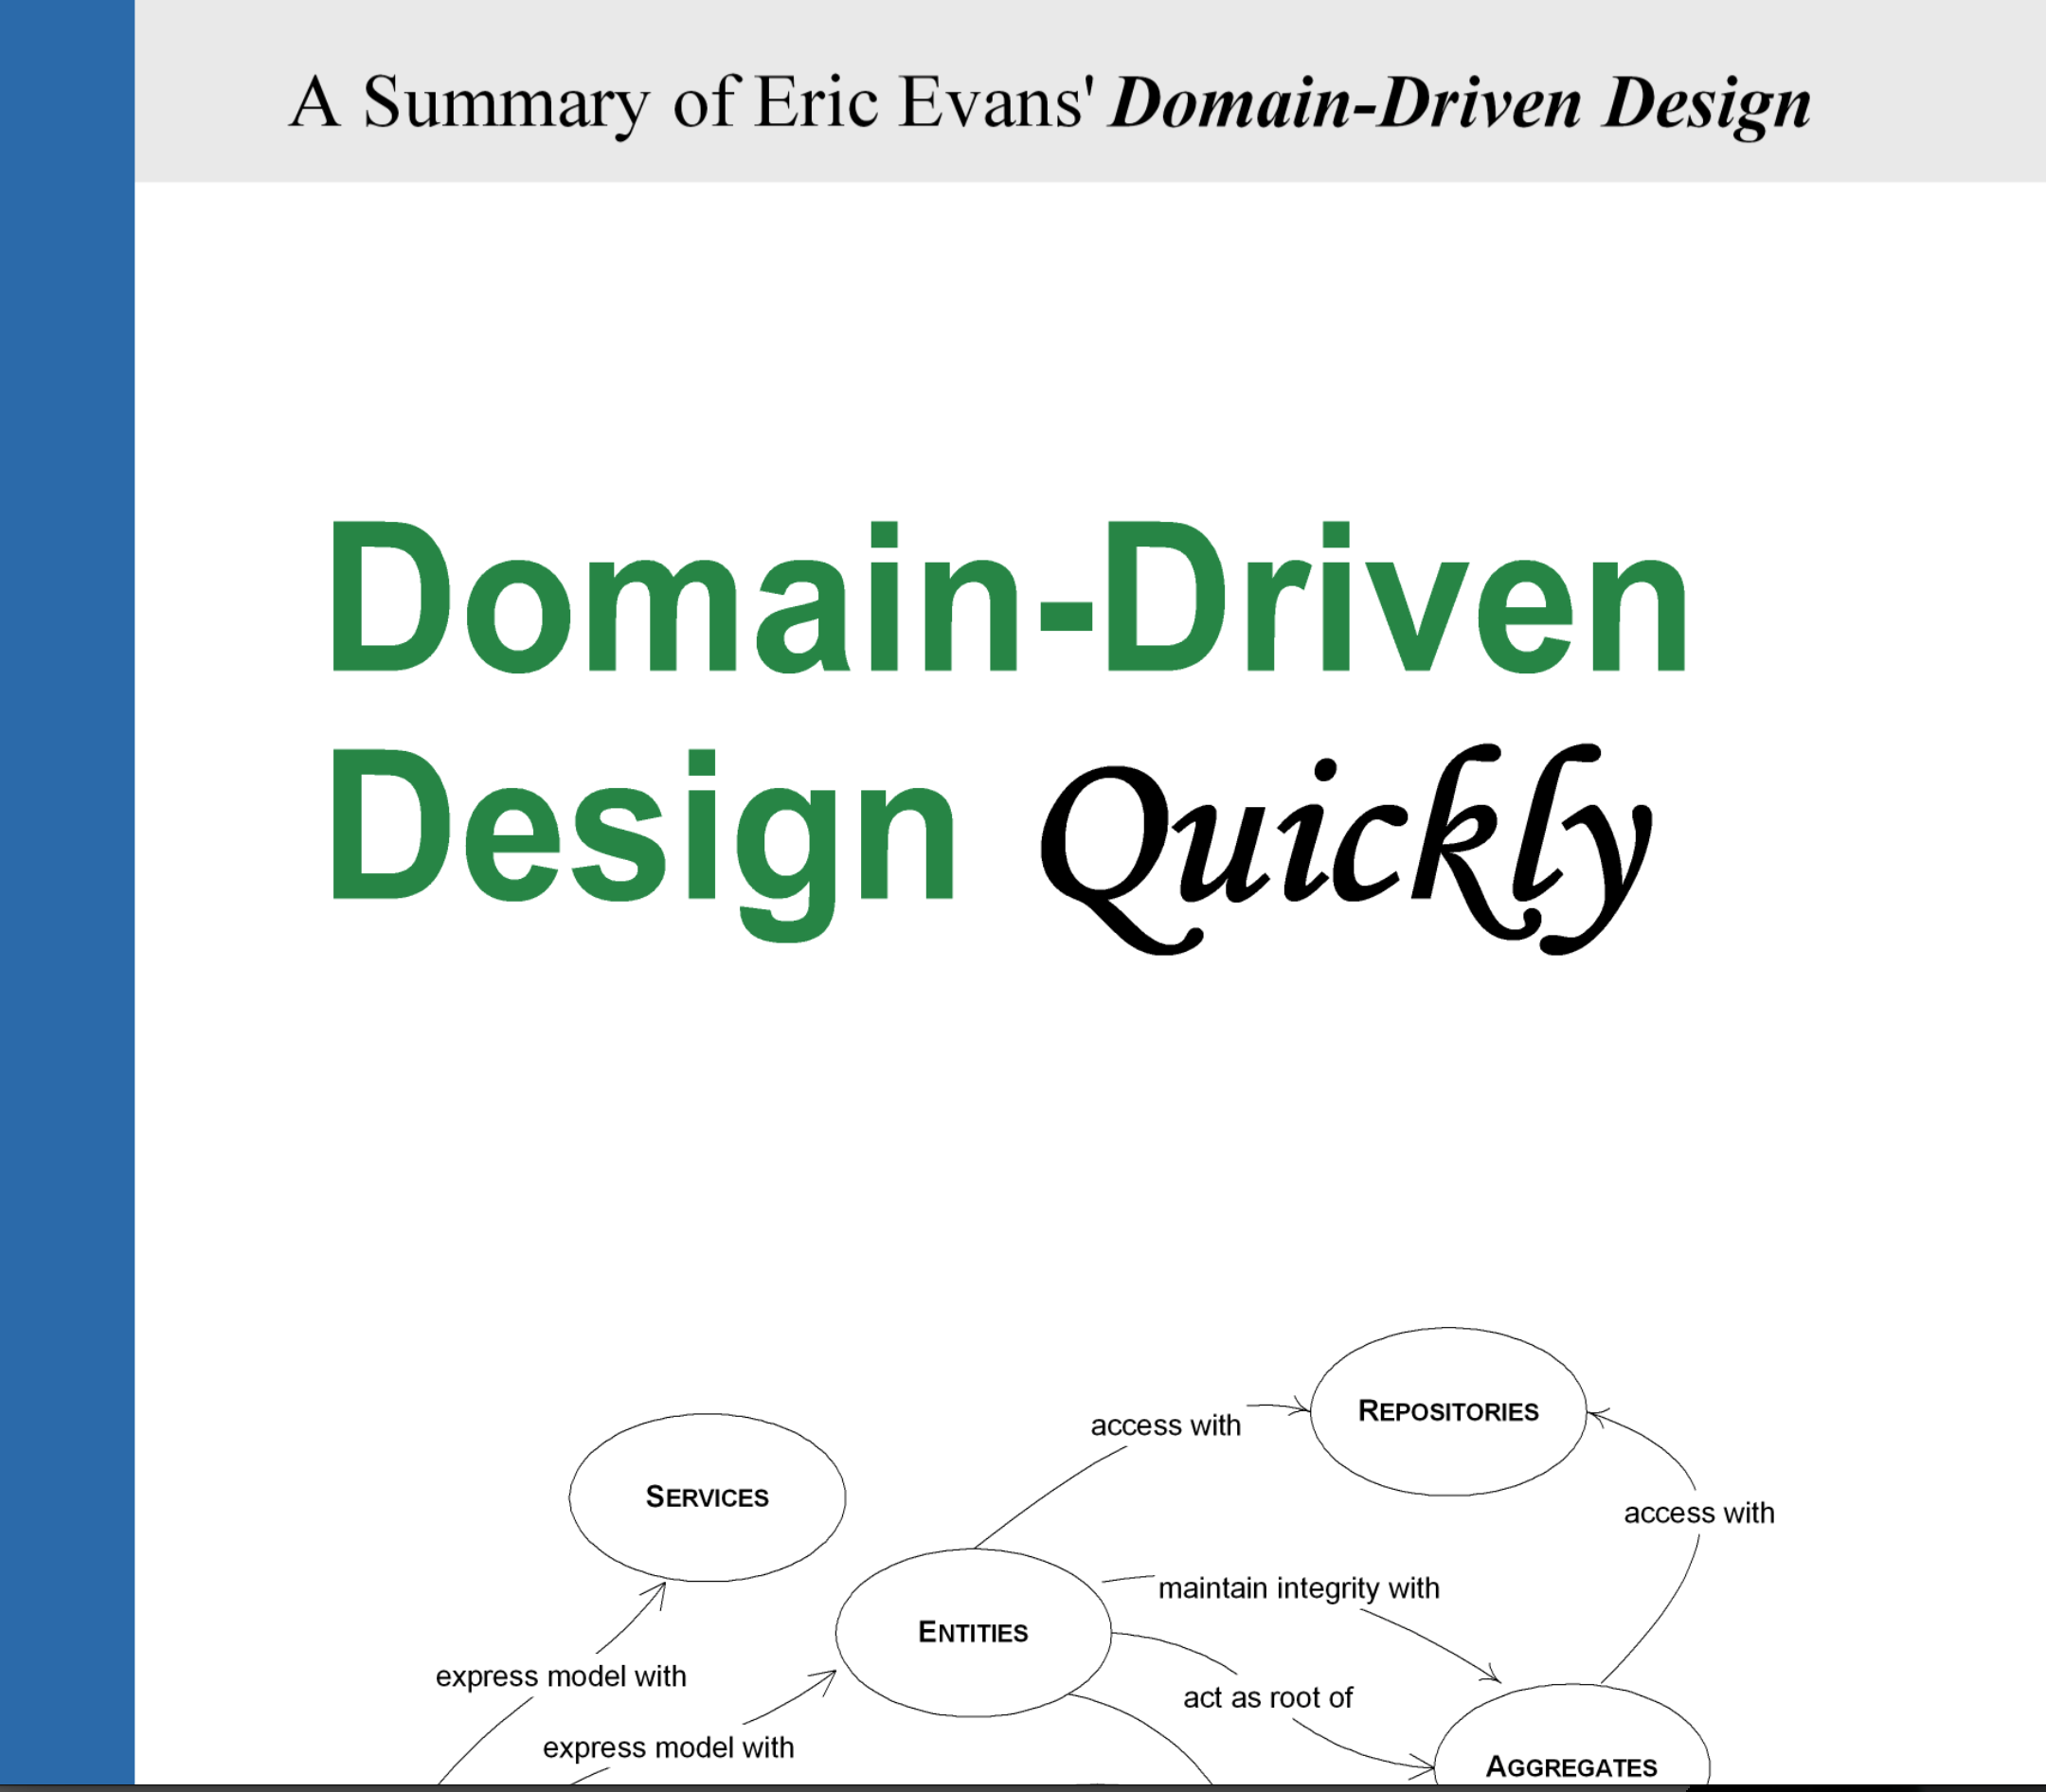 A Summary of Eric Evans' Domain-Driven Design
Domain-Driven
Design Quickly
REPOSITORIES
access with
SERVICES
access with
maintain integrity with
ENTITIES
express model with
act as root of
express model with
AGGREGATES